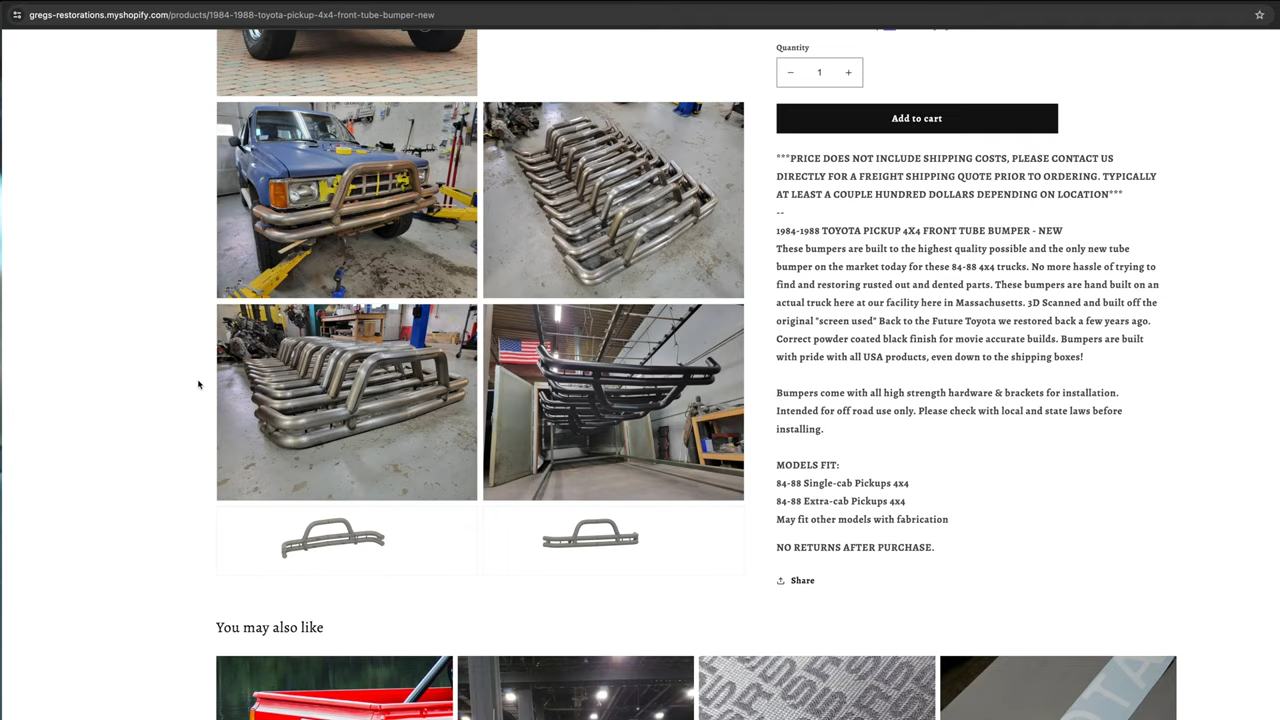 gregs-restorations.myshopify.com/products/1984-1988-toyota-pickup-4x4-front-tube-bumper-new
Quantity
− 1 +
Add to cart
***PRICE DOES NOT INCLUDE SHIPPING COSTS, PLEASE CONTACT US
DIRECTLY FOR A FREIGHT SHIPPING QUOTE PRIOR TO ORDERING. TYPICALLY
AT LEAST A COUPLE HUNDRED DOLLARS DEPENDING ON LOCATION***
--
1984-1988 TOYOTA PICKUP 4X4 FRONT TUBE BUMPER - NEW
These bumpers are built to the highest quality possible and the only new tube
bumper on the market today for these 84-88 4x4 trucks. No more hassle of trying to
find and restoring rusted out and dented parts. These bumpers are hand built on an
actual truck here at our facility here in Massachusetts. 3D Scanned and built off the
original "screen used" Back to the Future Toyota we restored back a few years ago.
Correct powder coated black finish for movie accurate builds. Bumpers are built
with pride with all USA products, even down to the shipping boxes!
Bumpers come with all high strength hardware & brackets for installation.
Intended for off road use only. Please check with local and state laws before
installing.
MODELS FIT:
84-88 Single-cab Pickups 4x4
84-88 Extra-cab Pickups 4x4
May fit other models with fabrication
NO RETURNS AFTER PURCHASE.
Share
You may also like